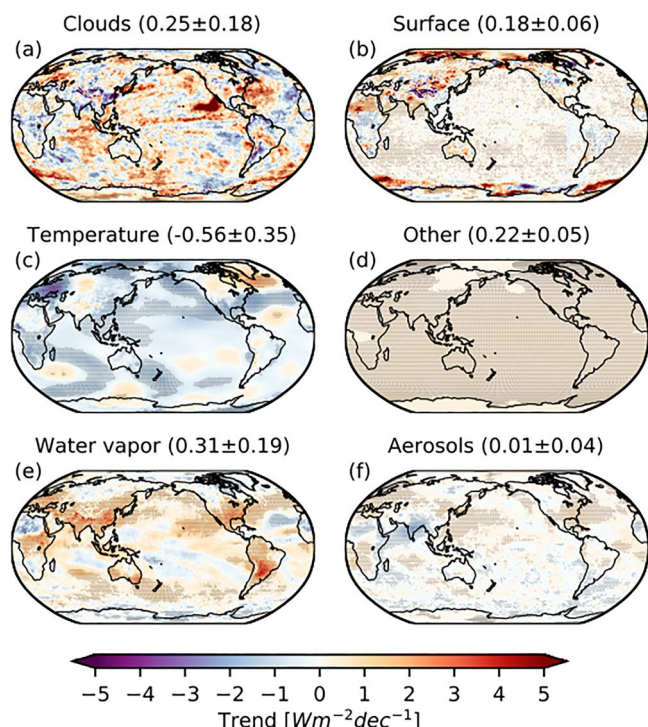 Clouds (0.25±0.18)
Surface (0.18±0.06)
(a)
(b)
Temperature (-0.56±0.35)
Other (0.22±0.05)
(c)
(d)
Water vapor (0.31±0.19)
Aerosols (0.01±0.04)
(e)
(f)
−5 −4 −3 −2 −1 0 1 2 3 4 5
Trend [Wm⁻²dec⁻¹]